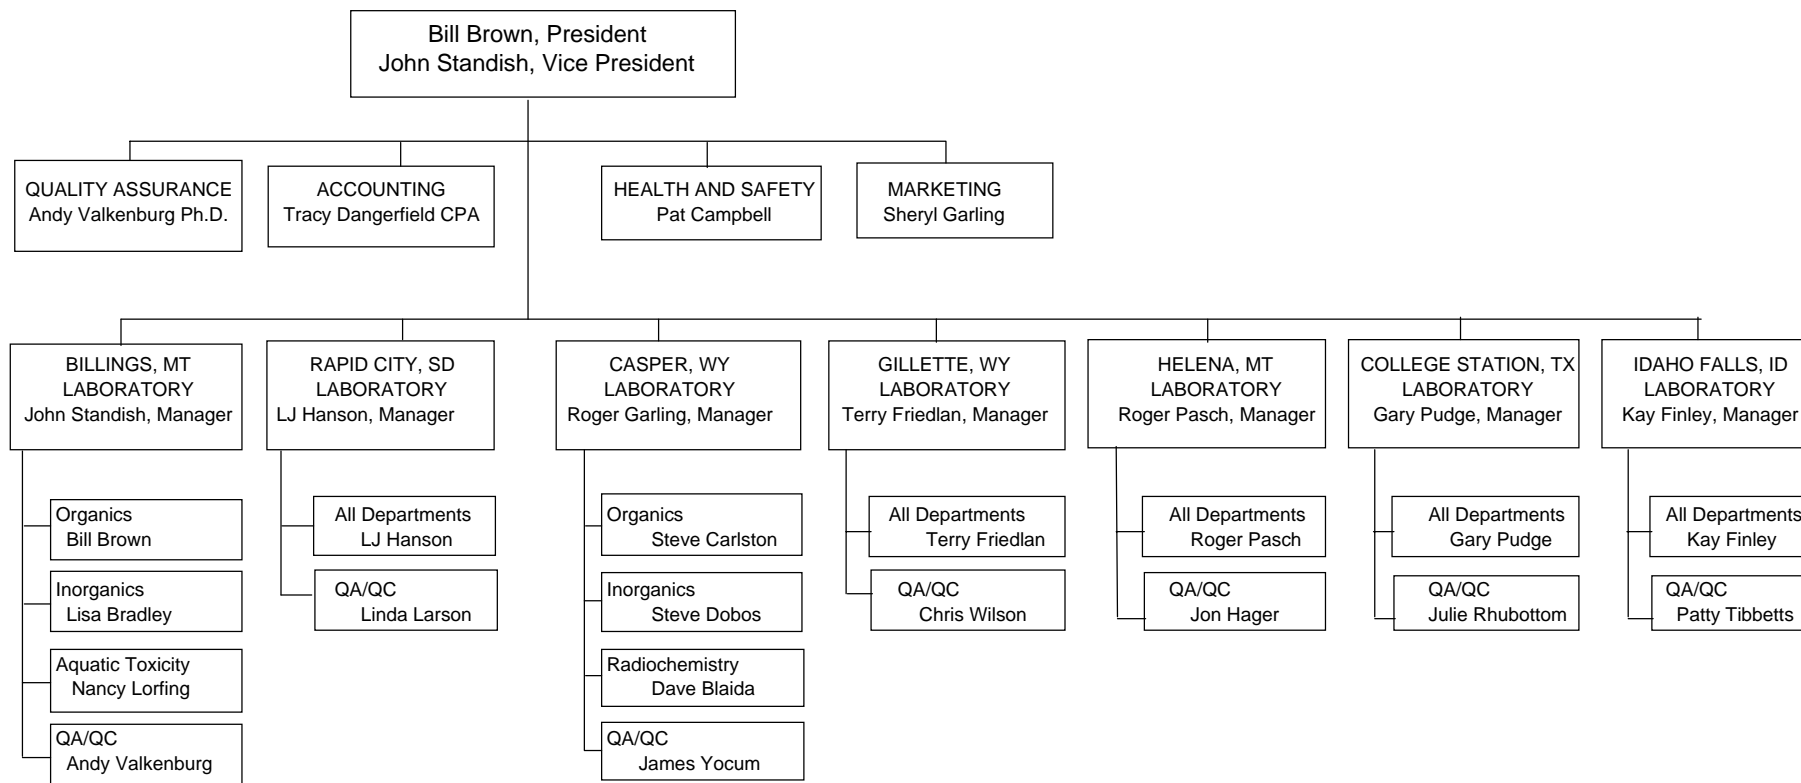 Bill Brown, President
John Standish, Vice President
QUALITY ASSURANCE
Andy Valkenburg Ph.D.
ACCOUNTING
Tracy Dangerfield CPA
HEALTH AND SAFETY
Pat Campbell
MARKETING
Sheryl Garling
BILLINGS, MT
LABORATORY
John Standish, Manager
Organics
Bill Brown
Inorganics
Lisa Bradley
Aquatic Toxicity
Nancy Lorfing
QA/QC
Andy Valkenburg
RAPID CITY, SD
LABORATORY
LJ Hanson, Manager
All Departments
LJ Hanson
QA/QC
Linda Larson
CASPER, WY
LABORATORY
Roger Garling, Manager
Organics
Steve Carlston
Inorganics
Steve Dobos
Radiochemistry
Dave Blaida
QA/QC
James Yocum
GILLETTE, WY
LABORATORY
Terry Friedlan, Manager
All Departments
Terry Friedlan
QA/QC
Chris Wilson
HELENA, MT
LABORATORY
Roger Pasch, Manager
All Departments
Roger Pasch
QA/QC
Jon Hager
COLLEGE STATION, TX
LABORATORY
Gary Pudge, Manager
All Departments
Gary Pudge
QA/QC
Julie Rhubottom
IDAHO FALLS, ID
LABORATORY
Kay Finley, Manager
All Departments
Kay Finley
QA/QC
Patty Tibbetts